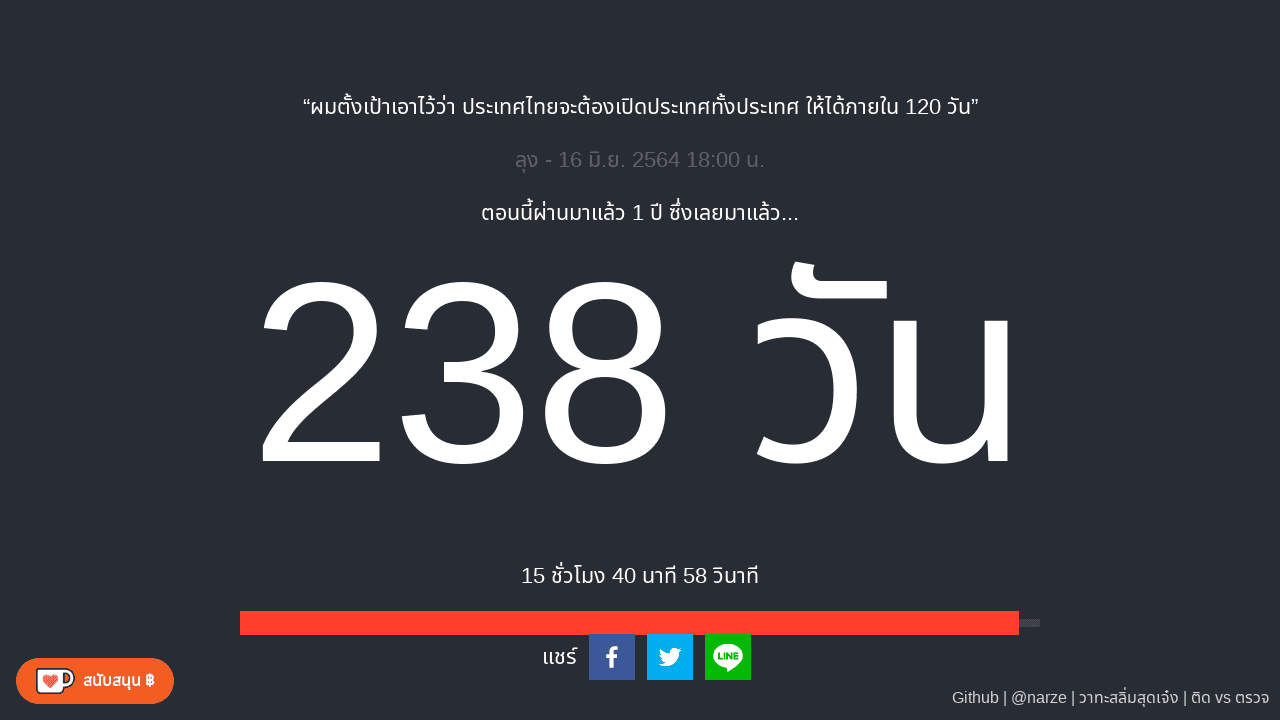 “ผมตั้งเป้าเอาไว้ว่า ประเทศไทยจะต้องเปิดประเทศทั้งประเทศ ให้ได้ภายใน 120 วัน”
ลุง - 16 มิ.ย. 2564 18:00 น.
ตอนนี้ผ่านมาแล้ว 1 ปี ซึ่งเลยมาแล้ว...
238 วัน
15 ชั่วโมง 40 นาที 58 วินาที
แชร์
LINE
สนับสนุน ฿
Github | @narze | วาทะสลิ่มสุดเจ๋ง | ติด vs ตรวจ